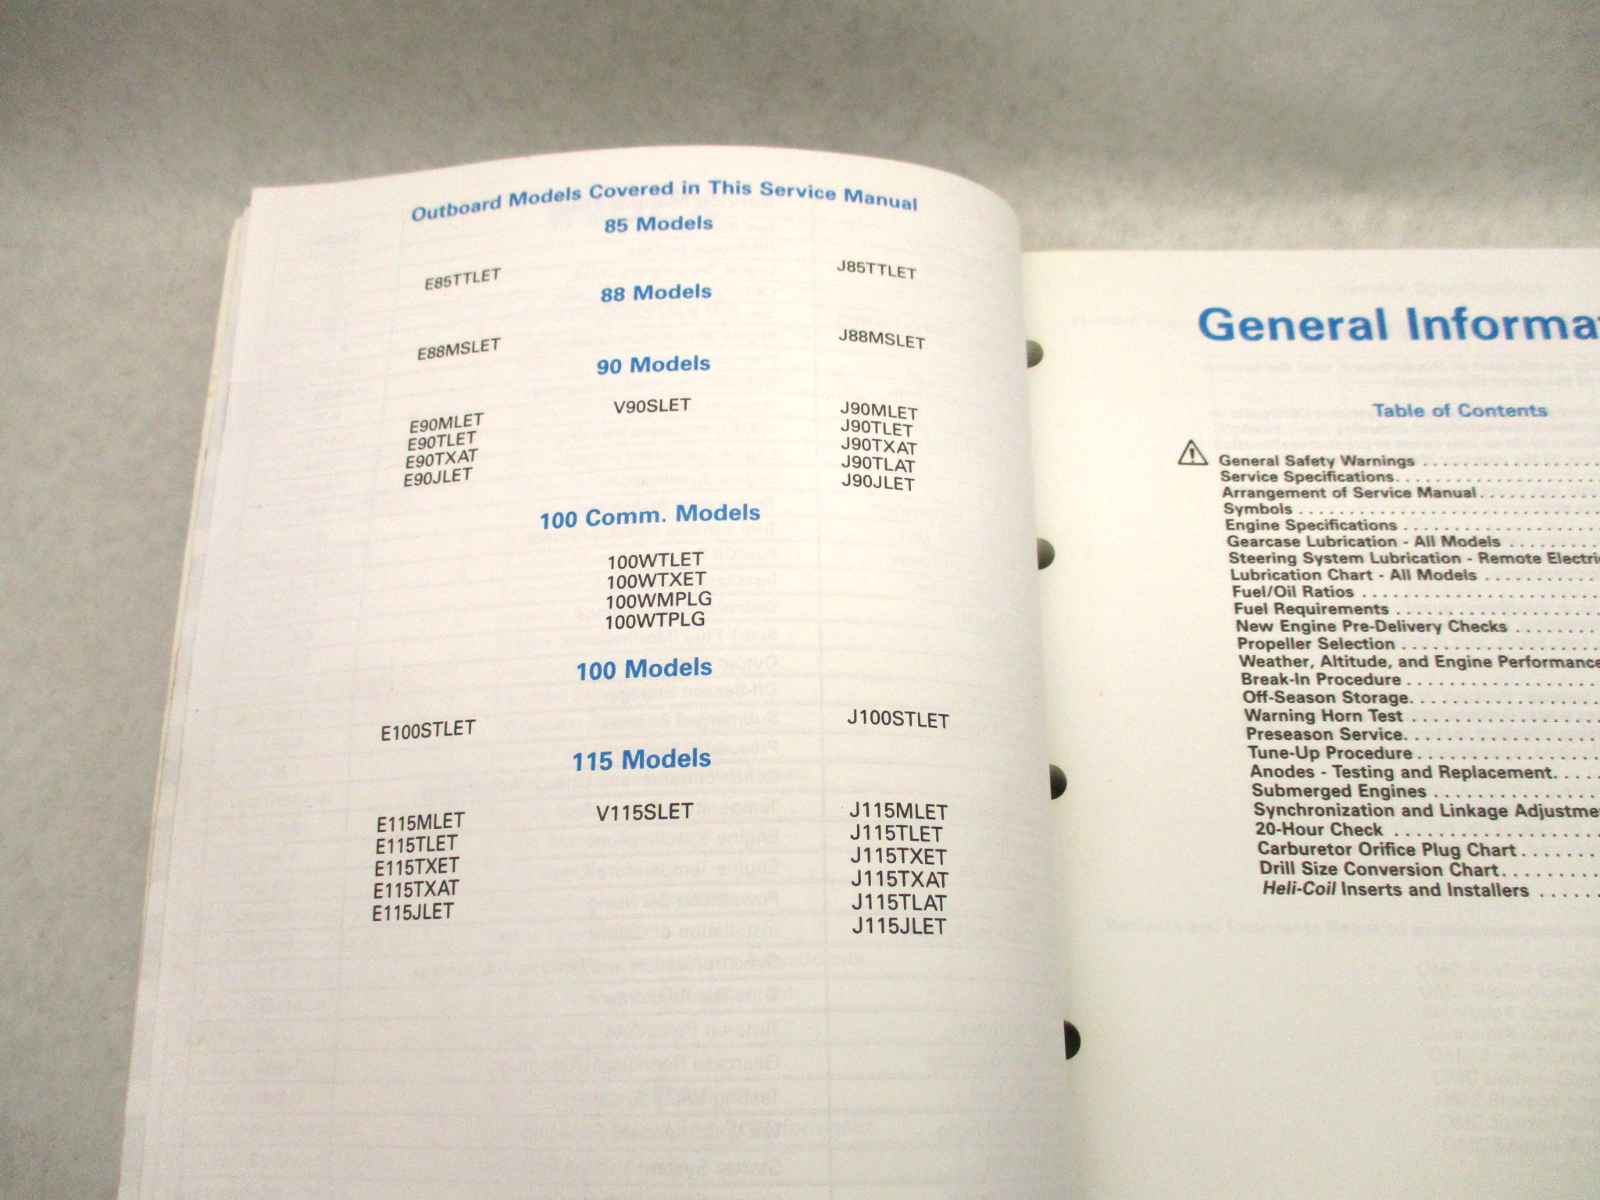 Outboard Models Covered in This Service Manual
85 Models
E85TTLET J85TTLET
88 Models
E88MSLET J88MSLET
90 Models
V90SLET
E90MLET J90MLET
E90TLET J90TLET
E90TXAT J90TXAT
J90TLAT
E90JLET J90JLET
100 Comm. Models
100WTLET
100WTXET
100WMPLG
100WTPLG
100 Models
E100STLET J100STLET
115 Models
V115SLET
E115MLET J115MLET
E115TLET J115TLET
E115TXET J115TXET
E115TXAT J115TXAT
J115TLAT
E115JLET J115JLET
General Informa
Table of Contents
General Safety Warnings
Service Specifications
Arrangement of Service Manual
Symbols
Engine Specifications
Gearcase Lubrication - All Models
Steering System Lubrication - Remote Electri
Lubrication Chart - All Models
Fuel/Oil Ratios
Fuel Requirements
New Engine Pre-Delivery Checks
Propeller Selection
Weather, Altitude, and Engine Performance
Break-In Procedure
Off-Season Storage
Warning Horn Test
Preseason Service
Tune-Up Procedure
Anodes - Testing and Replacement
Submerged Engines
Synchronization and Linkage Adjustme
20-Hour Check
Carburetor Orifice Plug Chart
Drill Size Conversion Chart
Heli-Coil Inserts and Installers